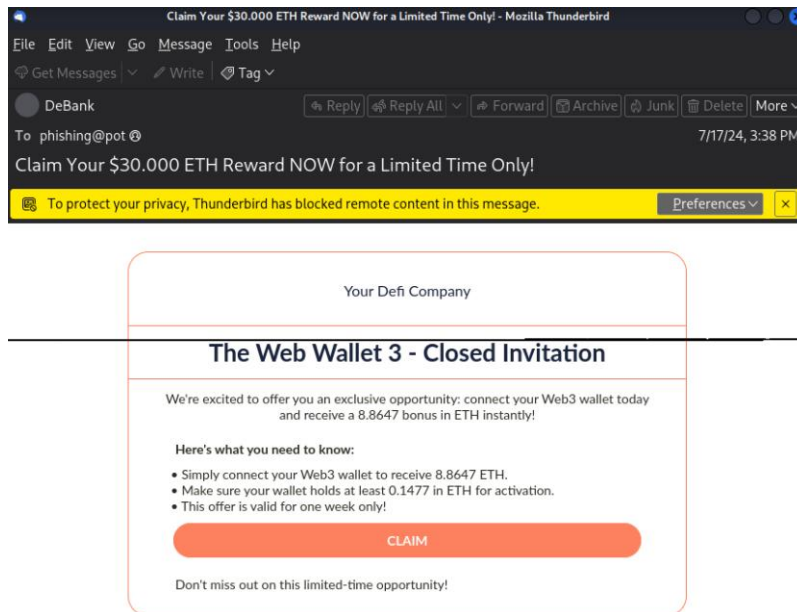 Claim Your $30.000 ETH Reward NOW for a Limited Time Only! - Mozilla Thunderbird
File Edit View Go Message Tools Help
Get Messages Write Tag
DeBank Reply Reply All Forward Archive Junk Delete More
To phishing@pot 7/17/24, 3:38 PM
Claim Your $30.000 ETH Reward NOW for a Limited Time Only!
To protect your privacy, Thunderbird has blocked remote content in this message. Preferences
Your Defi Company
The Web Wallet 3 - Closed Invitation
We're excited to offer you an exclusive opportunity: connect your Web3 wallet today
and receive a 8.8647 bonus in ETH instantly!
Here's what you need to know:
• Simply connect your Web3 wallet to receive 8.8647 ETH.
• Make sure your wallet holds at least 0.1477 in ETH for activation.
• This offer is valid for one week only!
CLAIM
Don't miss out on this limited-time opportunity!